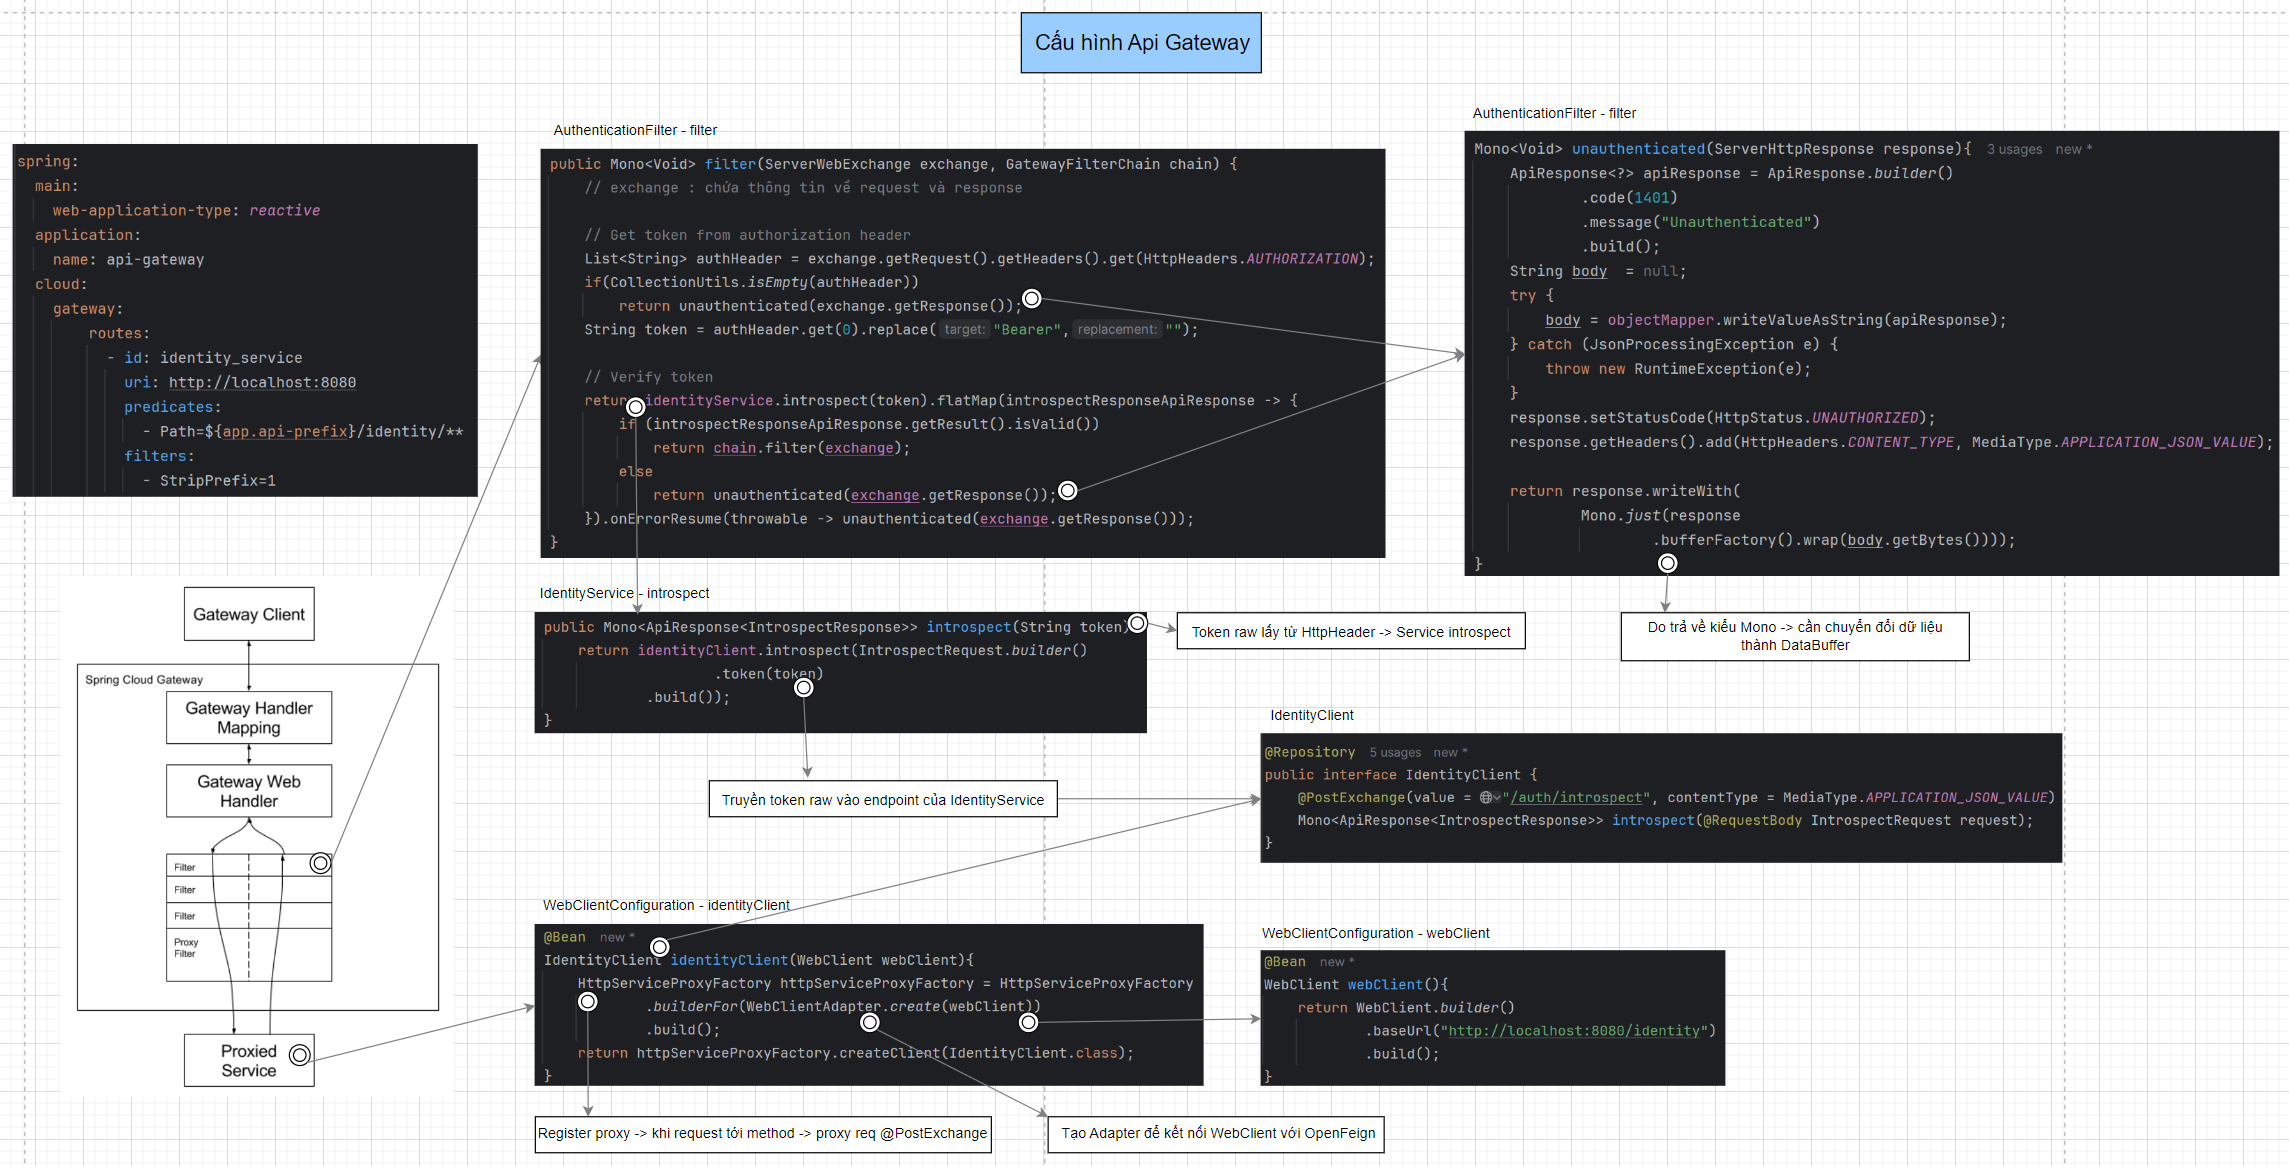 Cấu hình Api Gateway
spring:
main:
web-application-type: reactive
application:
name: api-gateway
cloud:
gateway:
routes:
- id: identity_service
uri: http://localhost:8080
predicates:
- Path=${app.api-prefix}/identity/**
filters:
- StripPrefix=1
AuthenticationFilter - filter
public Mono<Void> filter(ServerWebExchange exchange, GatewayFilterChain chain) {
// exchange : chứa thông tin về request và response
// Get token from authorization header
List<String> authHeader = exchange.getRequest().getHeaders().get(HttpHeaders.AUTHORIZATION);
if(CollectionUtils.isEmpty(authHeader))
return unauthenticated(exchange.getResponse());
String token = authHeader.get(0).replace( target: "Bearer", replacement: "");
// Verify token
return identityService.introspect(token).flatMap(introspectResponseApiResponse -> {
if (introspectResponseApiResponse.getResult().isValid())
return chain.filter(exchange);
else
return unauthenticated(exchange.getResponse());
}).onErrorResume(throwable -> unauthenticated(exchange.getResponse()));
}
AuthenticationFilter - filter
Mono<Void> unauthenticated(ServerHttpResponse response){ 3 usages new *
ApiResponse<?> apiResponse = ApiResponse.builder()
.code(1401)
.message("Unauthenticated")
.build();
String body = null;
try {
body = objectMapper.writeValueAsString(apiResponse);
} catch (JsonProcessingException e) {
throw new RuntimeException(e);
}
response.setStatusCode(HttpStatus.UNAUTHORIZED);
response.getHeaders().add(HttpHeaders.CONTENT_TYPE, MediaType.APPLICATION_JSON_VALUE);
return response.writeWith(
Mono.just(response
.bufferFactory().wrap(body.getBytes())));
}
Do trả về kiểu Mono -> cần chuyển đổi dữ liệu
thành DataBuffer
Gateway Client
Spring Cloud Gateway
Gateway Handler
Mapping
Gateway Web
Handler
Filter
Filter
Filter
Proxy
Filter
Proxied
Service
IdentityService - introspect
public Mono<ApiResponse<IntrospectResponse>> introspect(String token)
return identityClient.introspect(IntrospectRequest.builder()
.token(token)
.build());
}
Token raw lấy từ HttpHeader -> Service introspect
Truyền token raw vào endpoint của IdentityService
IdentityClient
@Repository 5 usages new *
public interface IdentityClient {
@PostExchange(value = "/auth/introspect", contentType = MediaType.APPLICATION_JSON_VALUE)
Mono<ApiResponse<IntrospectResponse>> introspect(@RequestBody IntrospectRequest request);
}
WebClientConfiguration - identityClient
@Bean new *
IdentityClient identityClient(WebClient webClient){
HttpServiceProxyFactory httpServiceProxyFactory = HttpServiceProxyFactory
.builderFor(WebClientAdapter.create(webClient))
.build();
return httpServiceProxyFactory.createClient(IdentityClient.class);
}
WebClientConfiguration - webClient
@Bean new *
WebClient webClient(){
return WebClient.builder()
.baseUrl("http://localhost:8080/identity")
.build();
}
Register proxy -> khi request tới method -> proxy req @PostExchange
Tạo Adapter để kết nối WebClient với OpenFeign